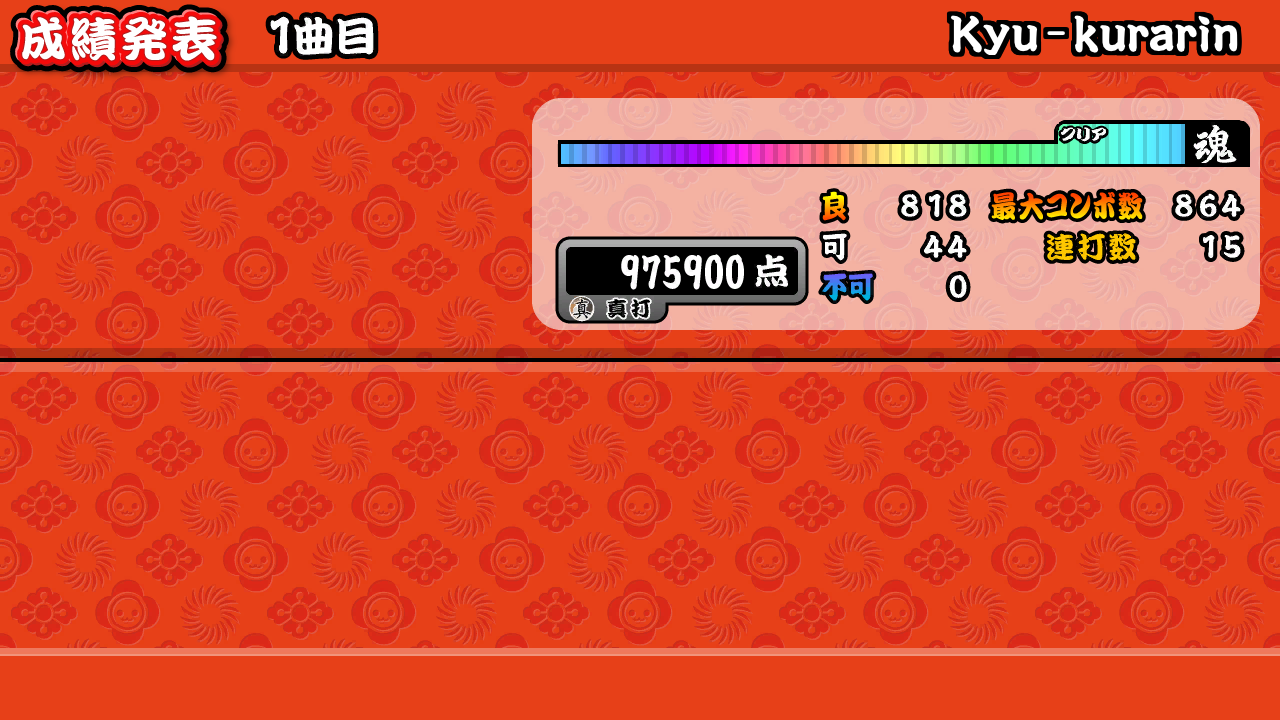 成績発表 1曲目 Kyu-kurarin
クリア 魂
良 818 最大コンボ数 864
可 44 連打数 15
975900点
不可 0
真 真打